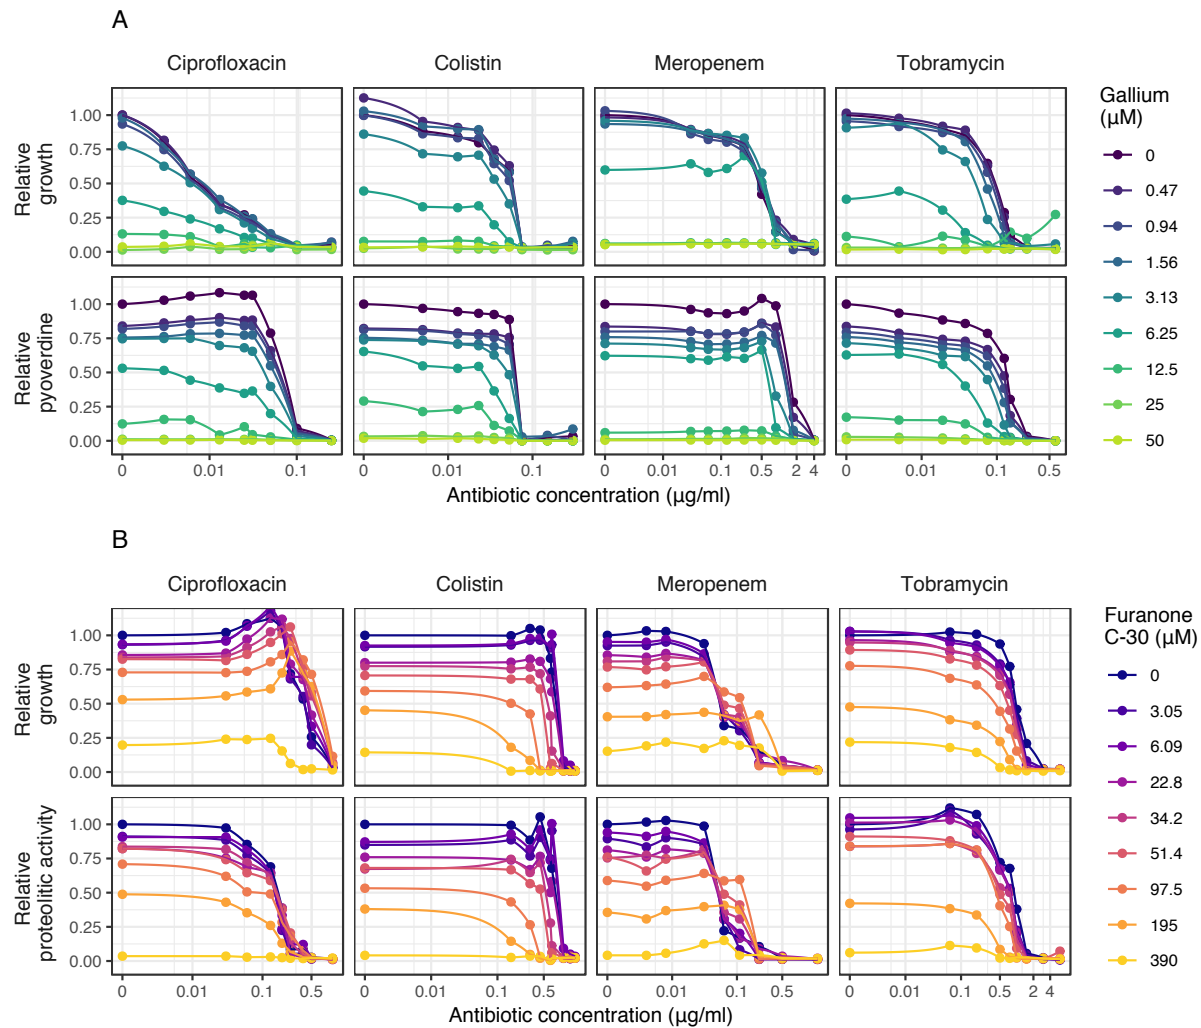 A
Ciprofloxacin Colistin Meropenem Tobramycin
Relative
growth
1.00
0.75
0.50
0.25
0.00
Relative
pyoverdine
1.00
0.75
0.50
0.25
0.00
0 0.01 0.1 0 0.01 0.1 0 0.01 0.1 0.5 2 4 0 0.01 0.1 0.5
Antibiotic concentration (μg/ml)
Gallium
(μM)
0
0.47
0.94
1.56
3.13
6.25
12.5
25
50
B
Ciprofloxacin Colistin Meropenem Tobramycin
Relative
growth
1.00
0.75
0.50
0.25
0.00
Relative
proteolitic activity
1.00
0.75
0.50
0.25
0.00
0 0.01 0.1 0.5 0 0.01 0.1 0.5 0 0.01 0.1 0.5 0 0.01 0.1 0.5 2 4
Antibiotic concentration (μg/ml)
Furanone
C-30 (μM)
0
3.05
6.09
22.8
34.2
51.4
97.5
195
390